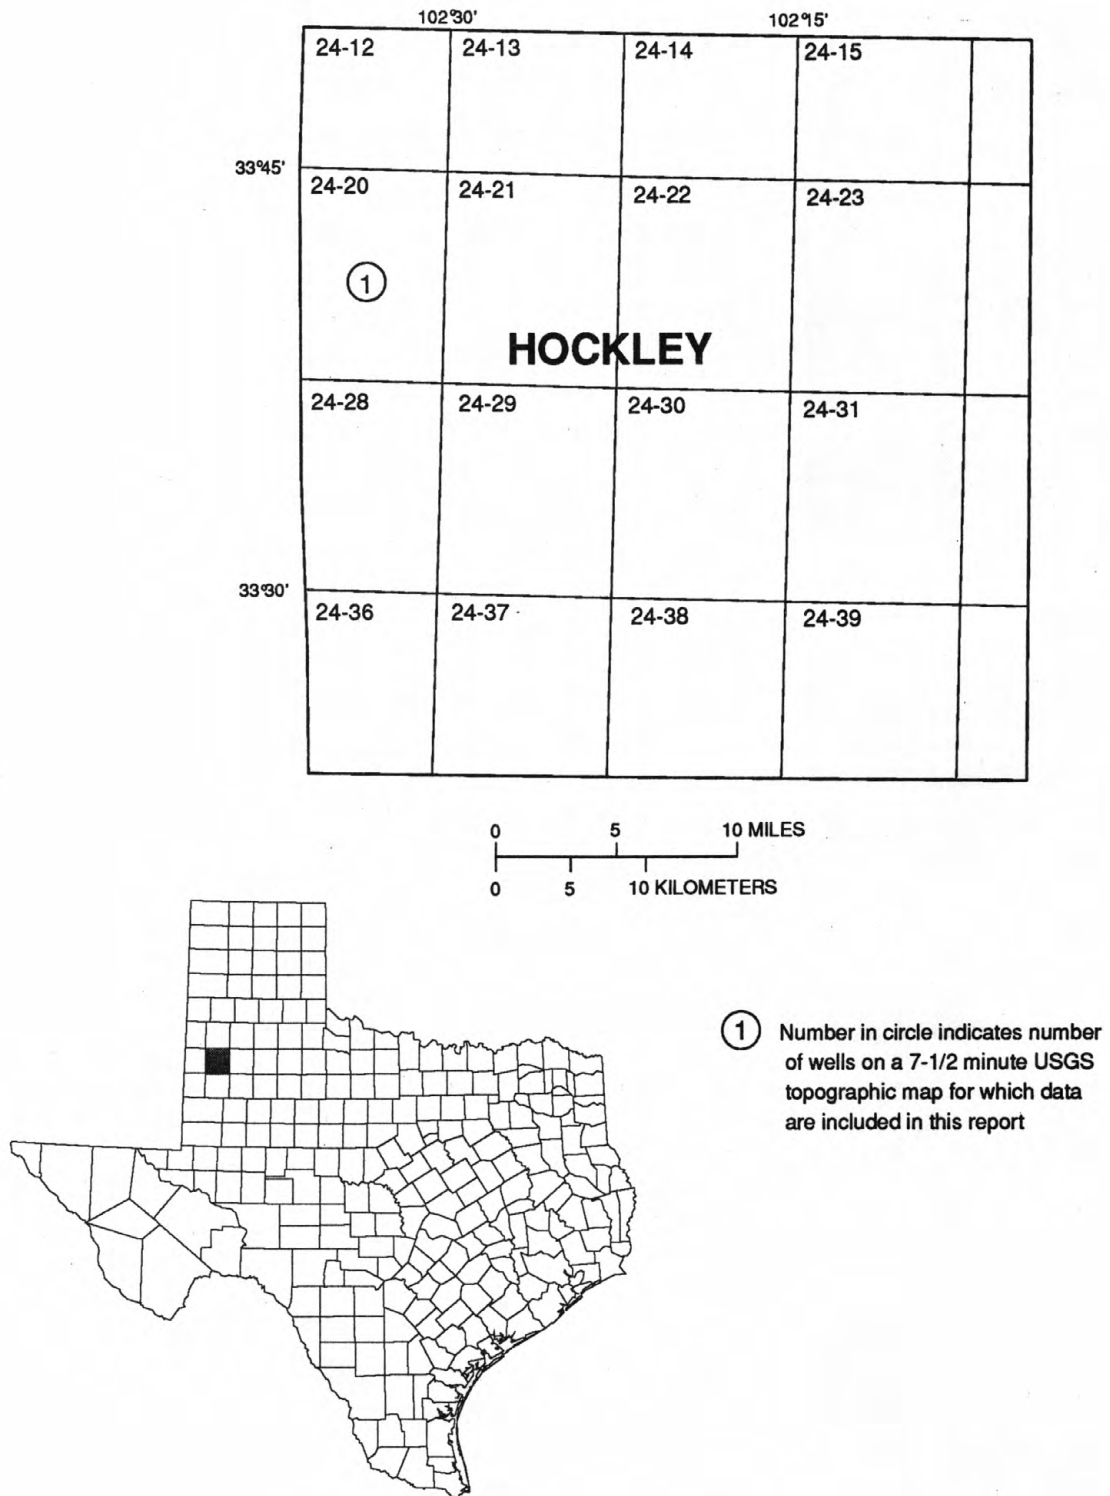 102°30' 102°15'
24-12 24-13 24-14 24-15
33°45'
24-20 24-21 24-22 24-23
1
HOCKLEY
24-28 24-29 24-30 24-31
33°30'
24-36 24-37 24-38 24-39
0 5 10 MILES
0 5 10 KILOMETERS
1 Number in circle indicates number
of wells on a 7-1/2 minute USGS
topographic map for which data
are included in this report